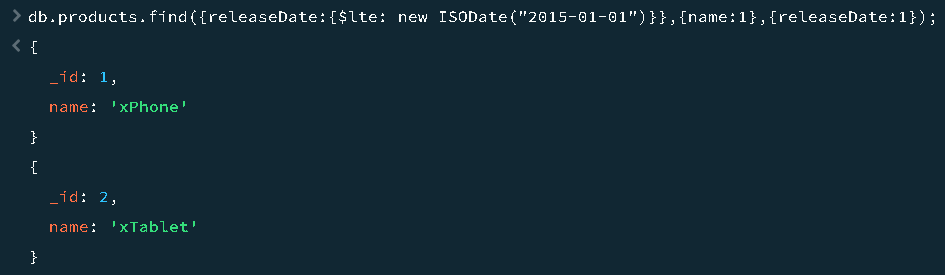 > db.products.find({releaseDate:{$lte: new ISODate("2015-01-01")}},{name:1},{releaseDate:1});
< {
_id: 1,
name: 'xPhone'
}
{
_id: 2,
name: 'xTablet'
}